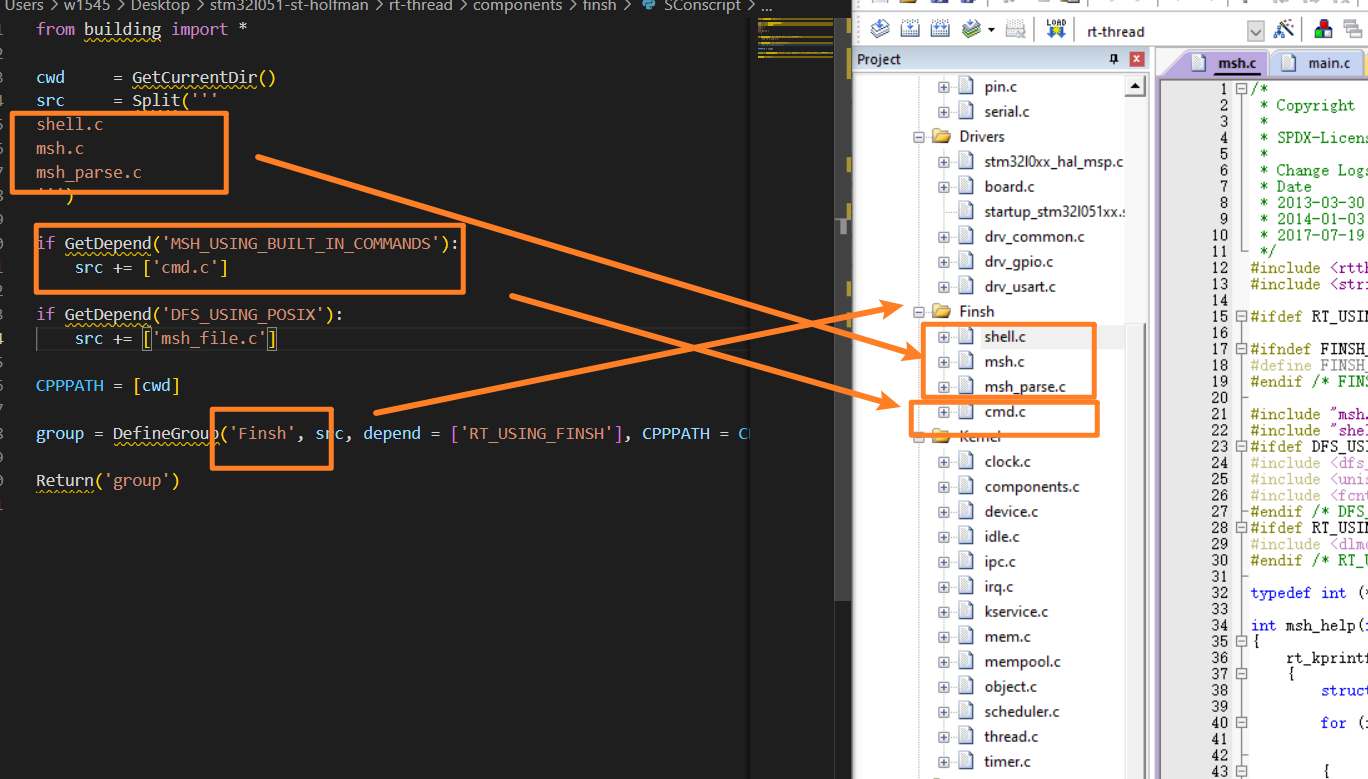 Users > w1545 > Desktop > stm32l051-st-holfman > rt-thread > components > finsh > SConscript > ...
from building import *
cwd     = GetCurrentDir()
src     = Split('''
shell.c
msh.c
msh_parse.c
''')
if GetDepend('MSH_USING_BUILT_IN_COMMANDS'):
src += ['cmd.c']
if GetDepend('DFS_USING_POSIX'):
src += ['msh_file.c']
CPPPATH = [cwd]
group = DefineGroup('Finsh', src, depend = ['RT_USING_FINSH'], CPPPATH =
Return('group')
LOAD
rt-thread
Project
pin.c
serial.c
Drivers
stm32l0xx_hal_msp.c
board.c
startup_stm32l051xx.s
drv_common.c
drv_gpio.c
drv_usart.c
Finsh
shell.c
msh.c
msh_parse.c
cmd.c
Kernel
clock.c
components.c
device.c
idle.c
ipc.c
irq.c
kservice.c
mem.c
mempool.c
object.c
scheduler.c
thread.c
timer.c
msh.c
main.c
1 /*
2 * Copyright
3 *
4 * SPDX-Licens
5 *
6 * Change Logs
7 * Date
8 * 2013-03-30
9 * 2014-01-03
10 * 2017-07-19
11 */
12 #include <rtth
13 #include <stri
14
15 #ifdef RT_USIN
16
17 #ifndef FINSH_
18 #define FINSH_
19 #endif /* FINS
20
21 #include "msh.
22 #include "shel
23 #ifdef DFS_USI
24 #include <dfs_
25 #include <unis
26 #include <fcnt
27 #endif /* DFS_
28 #ifdef RT_USIN
29 #include <dlmo
30 #endif /* RT_U
31
32 typedef int (*
33
34 int msh_help(i
35 {
36 rt_kprintf
37 {
38 struct
39
40 for (i
41
42
43 {